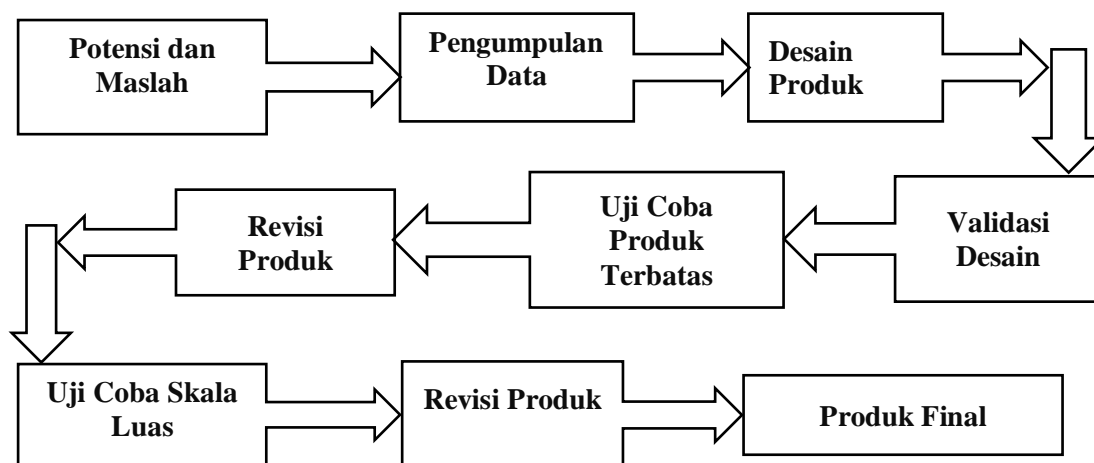 Potensi dan
Maslah
Pengumpulan
Data
Desain
Produk
Validasi
Desain
Uji Coba
Produk
Terbatas
Revisi
Produk
Uji Coba Skala
Luas
Revisi Produk
Produk Final